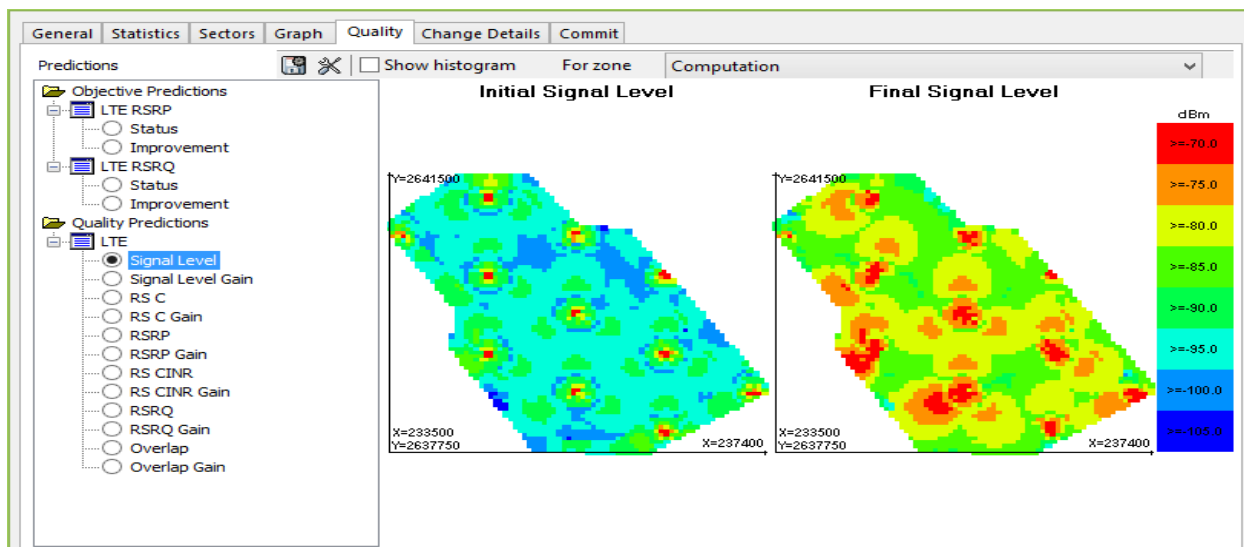 General Statistics Sectors Graph Quality Change Details Commit
Predictions Show histogram For zone Computation
Objective Predictions
LTE RSRP
Status
Improvement
LTE RSRQ
Status
Improvement
Quality Predictions
LTE
Signal Level
Signal Level Gain
RS C
RS C Gain
RSRP
RSRP Gain
RS CINR
RS CINR Gain
RSRQ
RSRQ Gain
Overlap
Overlap Gain
Initial Signal Level
Y=2641500
X=233500
Y=2637750
X=237400
Final Signal Level
Y=2641500
X=233500
Y=2637750
X=237400
dBm
>=-70.0
>=-75.0
>=-80.0
>=-85.0
>=-90.0
>=-95.0
>=-100.0
>=-105.0